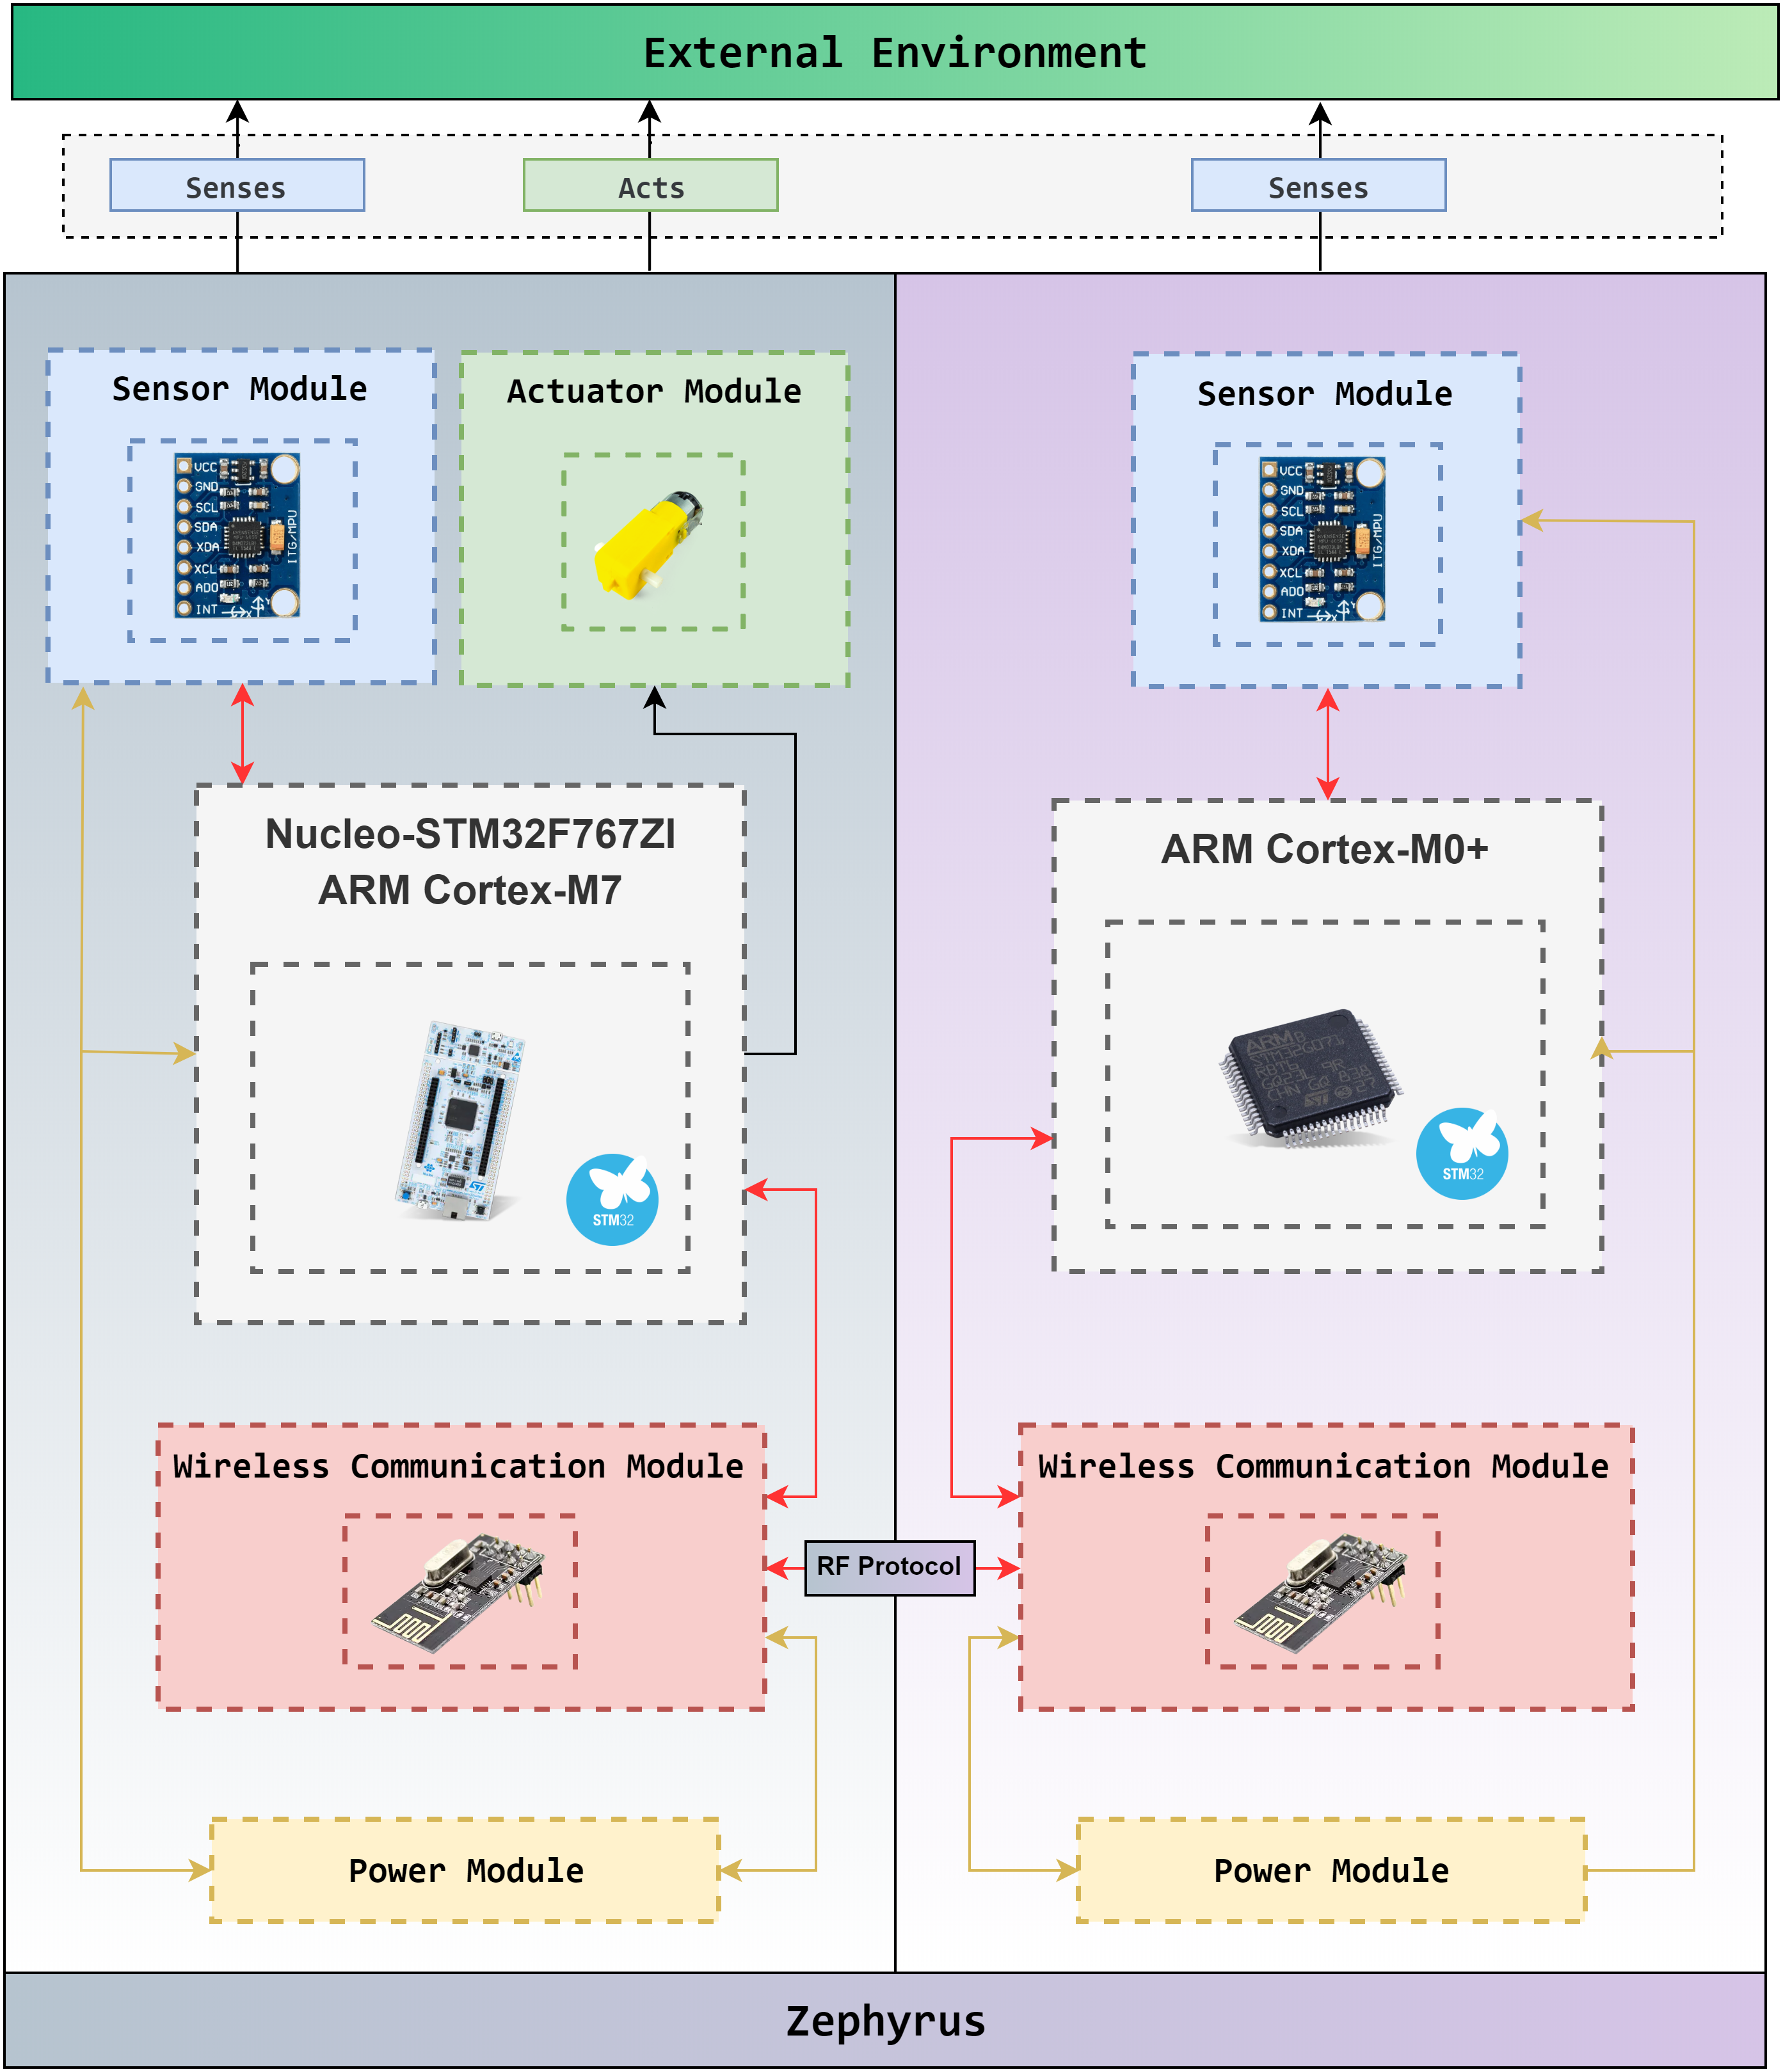 External Environment
Senses
Acts
Senses
Sensor Module
VCC
GND
SCL
SDA
XDA
XCL
ADO
INT
ITG/MPU
Actuator Module
Sensor Module
VCC
GND
SCL
SDA
XDA
XCL
ADO
INT
ITG/MPU
Nucleo-STM32F767ZI
ARM Cortex-M7
STM32
ARM Cortex-M0+
ARM
STM32G071
STM32
Wireless Communication Module
Wireless Communication Module
RF Protocol
Power Module
Power Module
Zephyrus